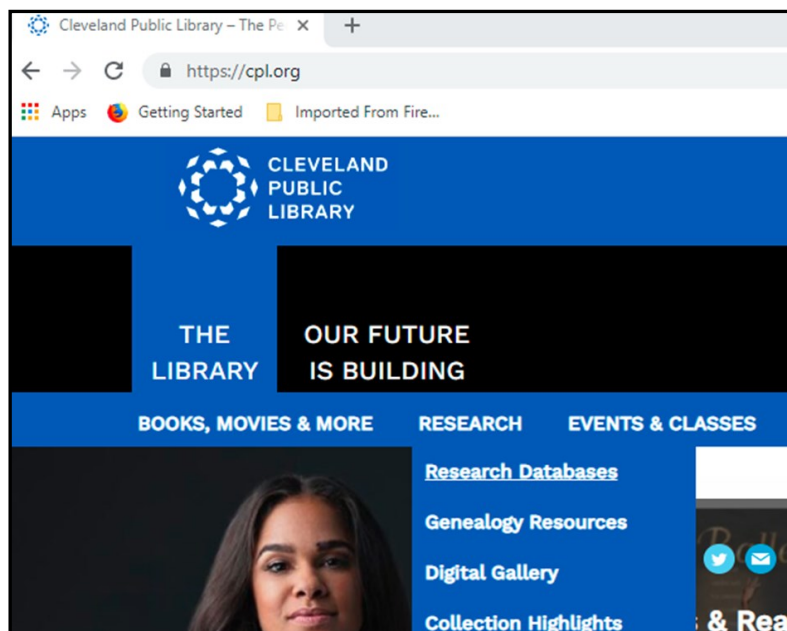 Cleveland Public Library – The Pe
https://cpl.org
Apps Getting Started Imported From Fire...
CLEVELAND
PUBLIC
LIBRARY
THE
LIBRARY
OUR FUTURE
IS BUILDING
BOOKS, MOVIES & MORE RESEARCH EVENTS & CLASSES
Research Databases
Genealogy Resources
Digital Gallery
Collection Highlights
& Rea